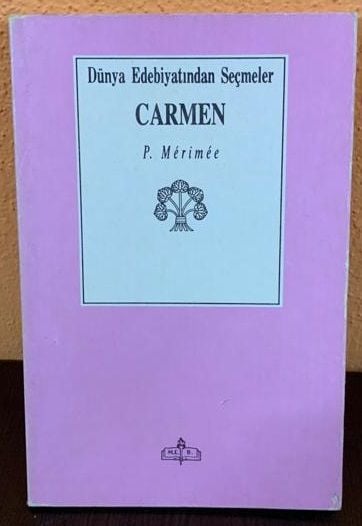 Dünya Edebiyatından Seçmeler
CARMEN
P. Mérimée
M.E. B.